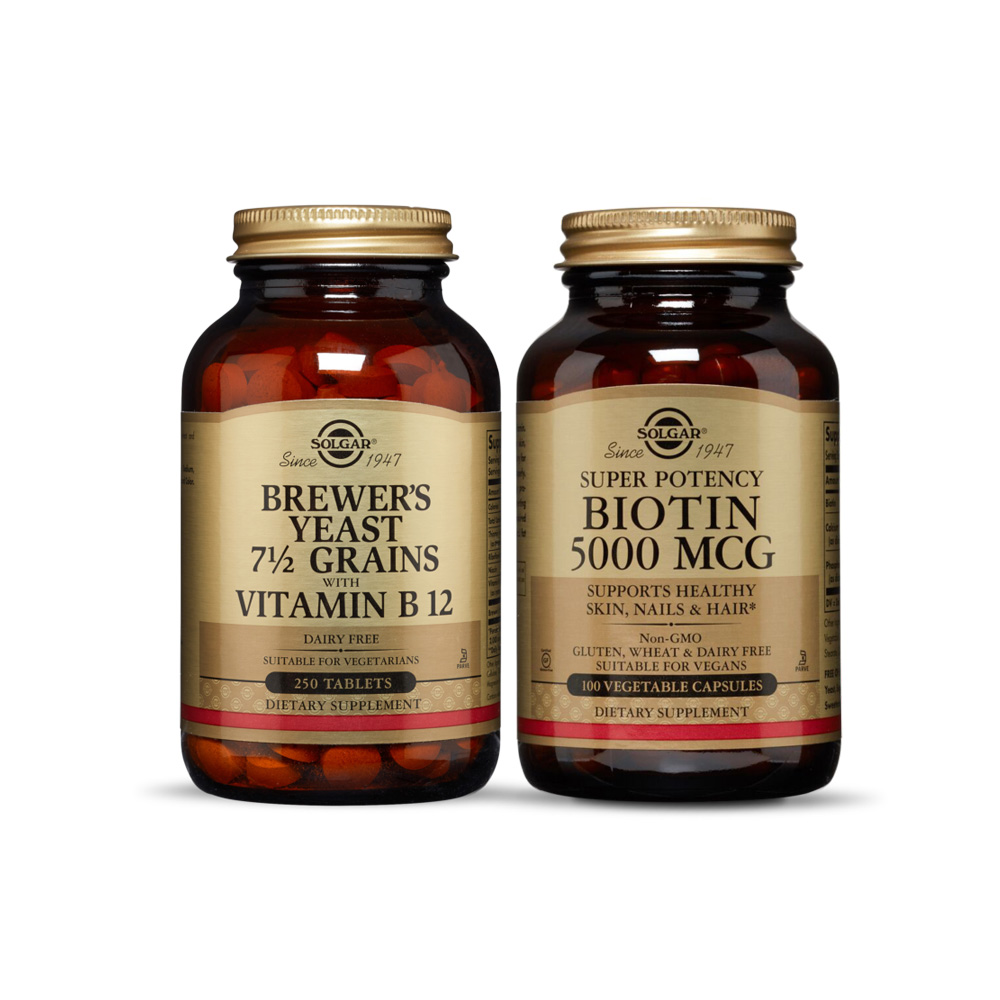 SOLGAR®
Since 1947
BREWER'S
YEAST
7½ GRAINS
WITH
VITAMIN B 12
DAIRY FREE
SUITABLE FOR VEGETARIANS
250 TABLETS
DIETARY SUPPLEMENT
PARVE
SOLGAR®
Since 1947
SUPER POTENCY
BIOTIN
5000 MCG
SUPPORTS HEALTHY
SKIN, NAILS & HAIR*
Non-GMO
GLUTEN, WHEAT & DAIRY FREE
SUITABLE FOR VEGANS
100 VEGETABLE CAPSULES
DIETARY SUPPLEMENT
PARVE